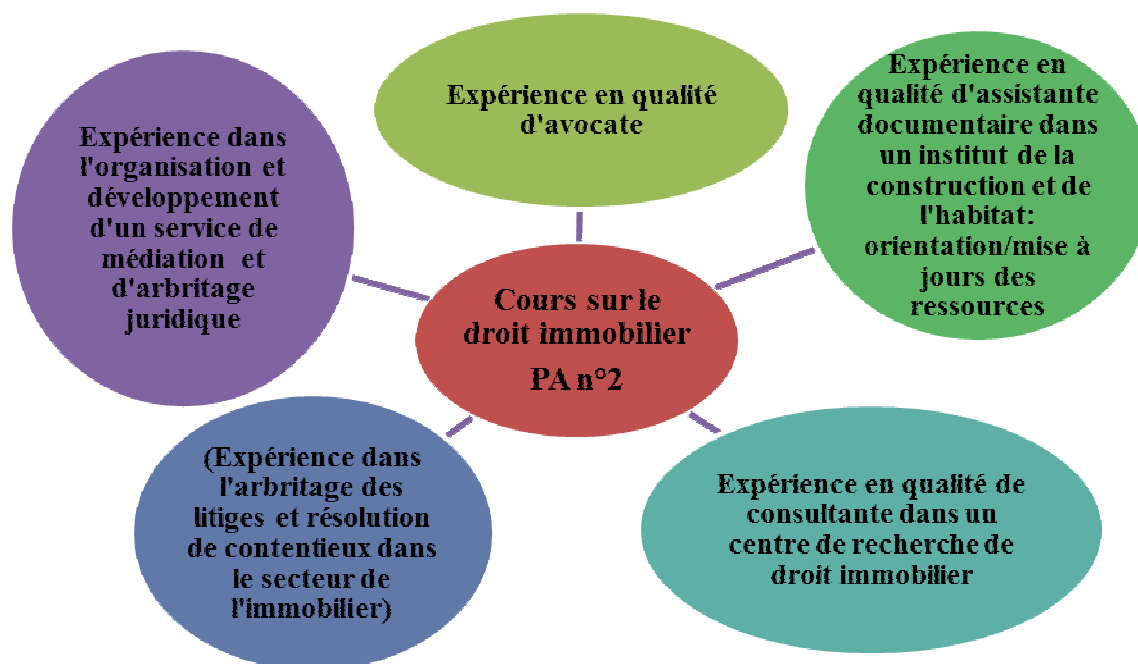 Expérience en qualité
d'avocate
Expérience en
qualité d'assistante
documentaire dans
un institut de la
construction et de
l'habitat:
orientation/mise à
jours des
ressources
Expérience dans
l'organisation et
développement
d'un service de
médiation et
d'arbritage
juridique
Cours sur le
droit immobilier
PA n°2
(Expérience dans
l'arbritage des
litiges et résolution
de contentieux dans
le secteur de
l'immobilier)
Expérience en qualité de
consultante dans un
centre de recherche de
droit immobilier